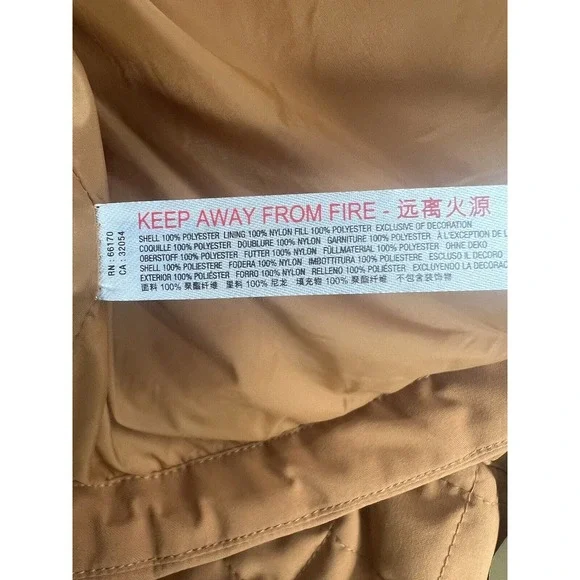 KEEP AWAY FROM FIRE - 远离火源
SHELL 100% POLYESTER LINING 100% NYLON FILL 100% POLYESTER EXCLUSIVE OF DECORATION
COQUILLE 100% POLYESTER DOUBLURE 100% NYLON GARNITURE 100% POLYESTER À L'EXCEPTION DE L
OBERSTOFF 100% POLYESTER FUTTER 100% NYLON FÜLLMATERIAL 100% POLYESTER OHNE DEKO
SHELL 100% POLIESTERE FODERA 100% NYLON IMBOTTITURA 100% POLIESTERE ESCLUSO IL DECORO
EXTERIOR 100% POLIÉSTER FORRO 100% NYLON RELLENO 100% POLIÉSTER EXCLUYENDO LA DECORAC
面料 100% 聚酯纤维 里料 100% 尼龙 填充物 100% 聚酯纤维 不包含装饰物
RN : 66170
CA : 32054